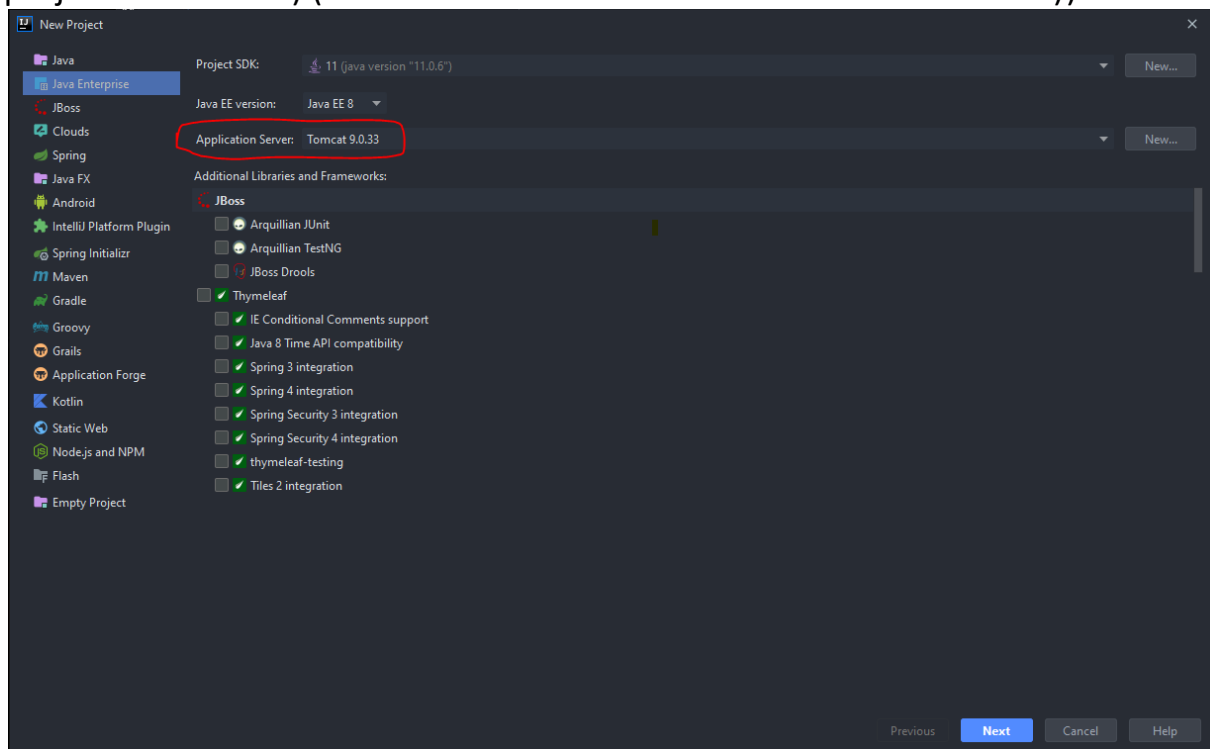 New Project
Java
Java Enterprise
JBoss
Clouds
Spring
Java FX
Android
IntelliJ Platform Plugin
Spring Initializr
Maven
Gradle
Groovy
Grails
Application Forge
Kotlin
Static Web
Node.js and NPM
Flash
Empty Project
Project SDK: 11 (java version "11.0.6") New...
Java EE version: Java EE 8
Application Server: Tomcat 9.0.33 New...
Additional Libraries and Frameworks:
JBoss
Arquillian JUnit
Arquillian TestNG
JBoss Drools
Thymeleaf
IE Conditional Comments support
Java 8 Time API compatibility
Spring 3 integration
Spring 4 integration
Spring Security 3 integration
Spring Security 4 integration
thymeleaf-testing
Tiles 2 integration
Previous Next Cancel Help